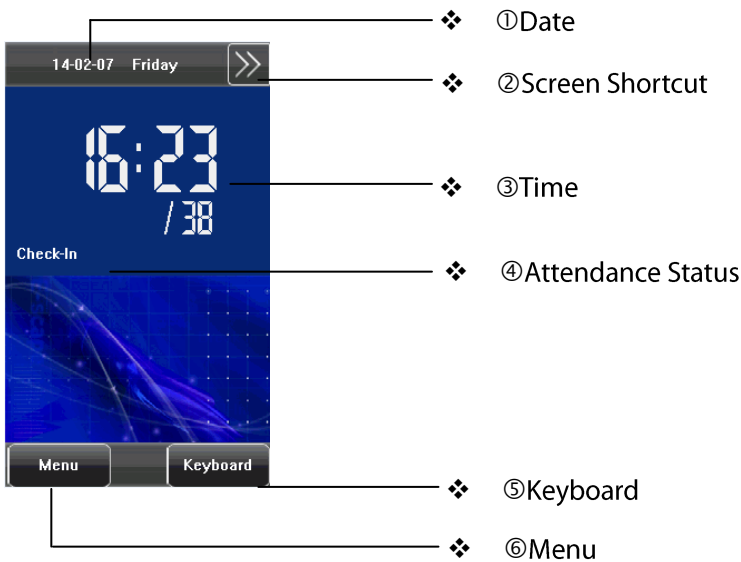 ❖ ①Date
14-02-07 Friday
❖ ②Screen Shortcut
16:23
❖ ③Time
/38
Check-In
❖ ④Attendance Status
Menu Keyboard
❖ ⑤Keyboard
❖ ⑥Menu